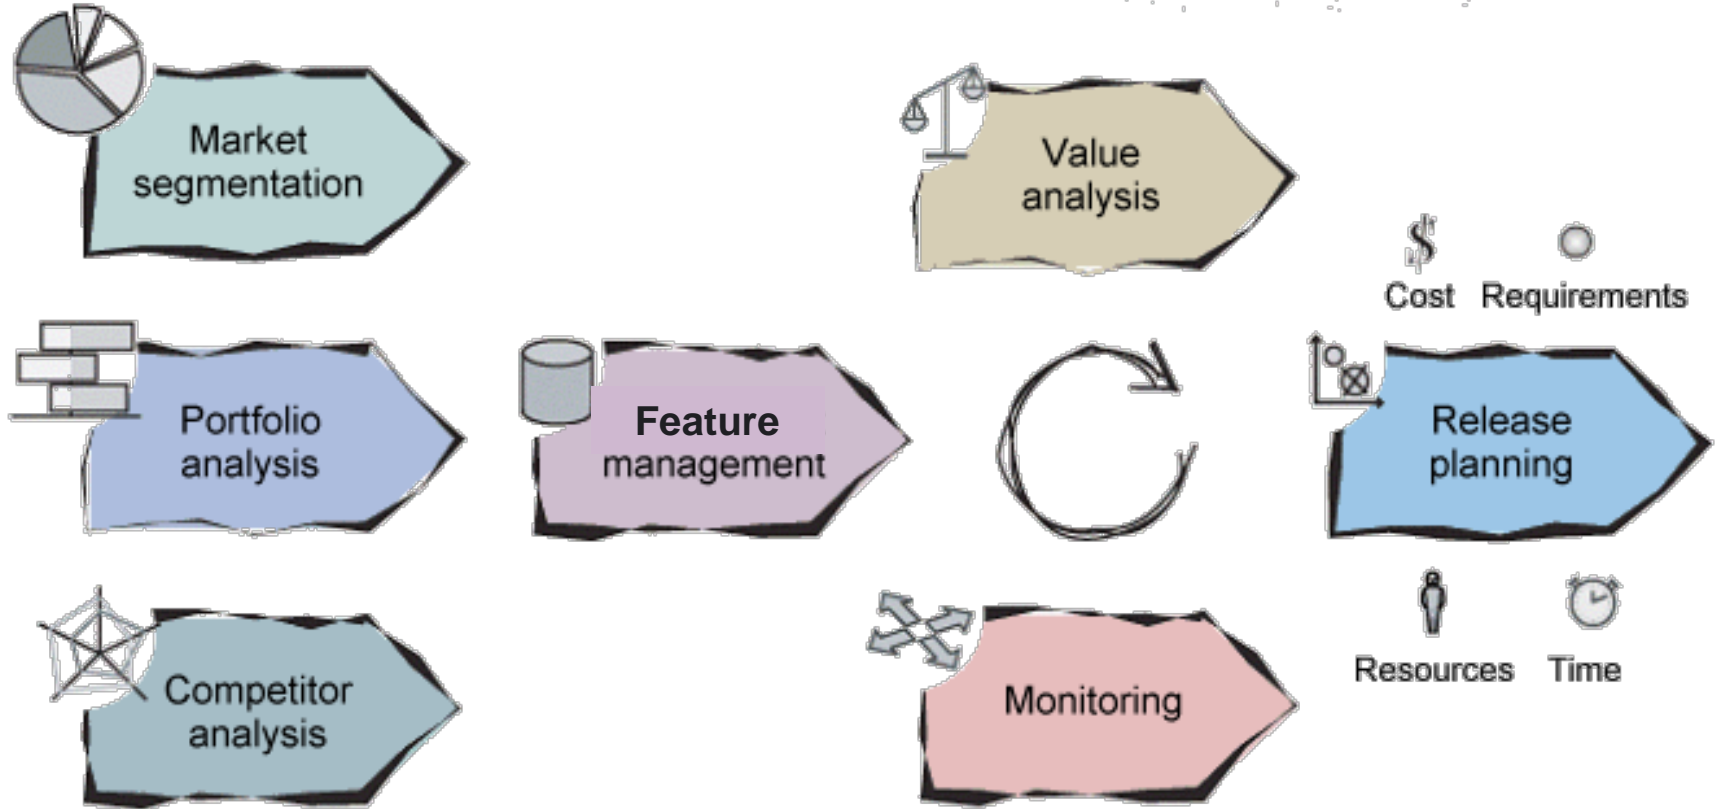 Market
segmentation
Value
analysis
$
Cost
Requirements
Portfolio
analysis
Feature
management
Release
planning
Competitor
analysis
Monitoring
Resources
Time